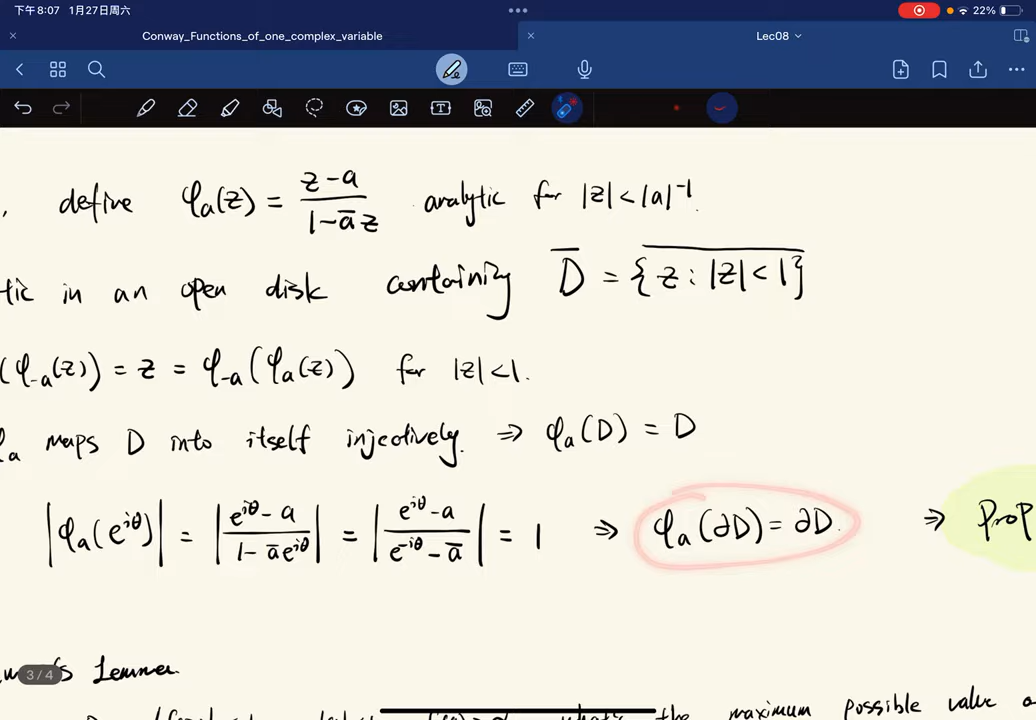 下午 8:07 1月27日周六
22%
Conway_Functions_of_one_complex_variable
Lec08
, define φₐ(z) = (z-a)/(1-āz) analytic for |z| < |a|⁻¹.
tic in an open disk containing D̅ = {z : |z| < 1}‾
(φ₋ₐ(z)) = z = φ₋ₐ(φₐ(z)) for |z| < 1.
a maps D into itself injectively. ⇒ φₐ(D) = D
|φₐ(e^{iθ})| = |(e^{iθ} - a)/(1 - āe^{iθ})| = |(e^{iθ} - a)/(e^{-iθ} - ā)| = 1 ⇒ φₐ(∂D) = ∂D. ⇒ Prop
's Lemma.
3 / 4
the maximum possible value